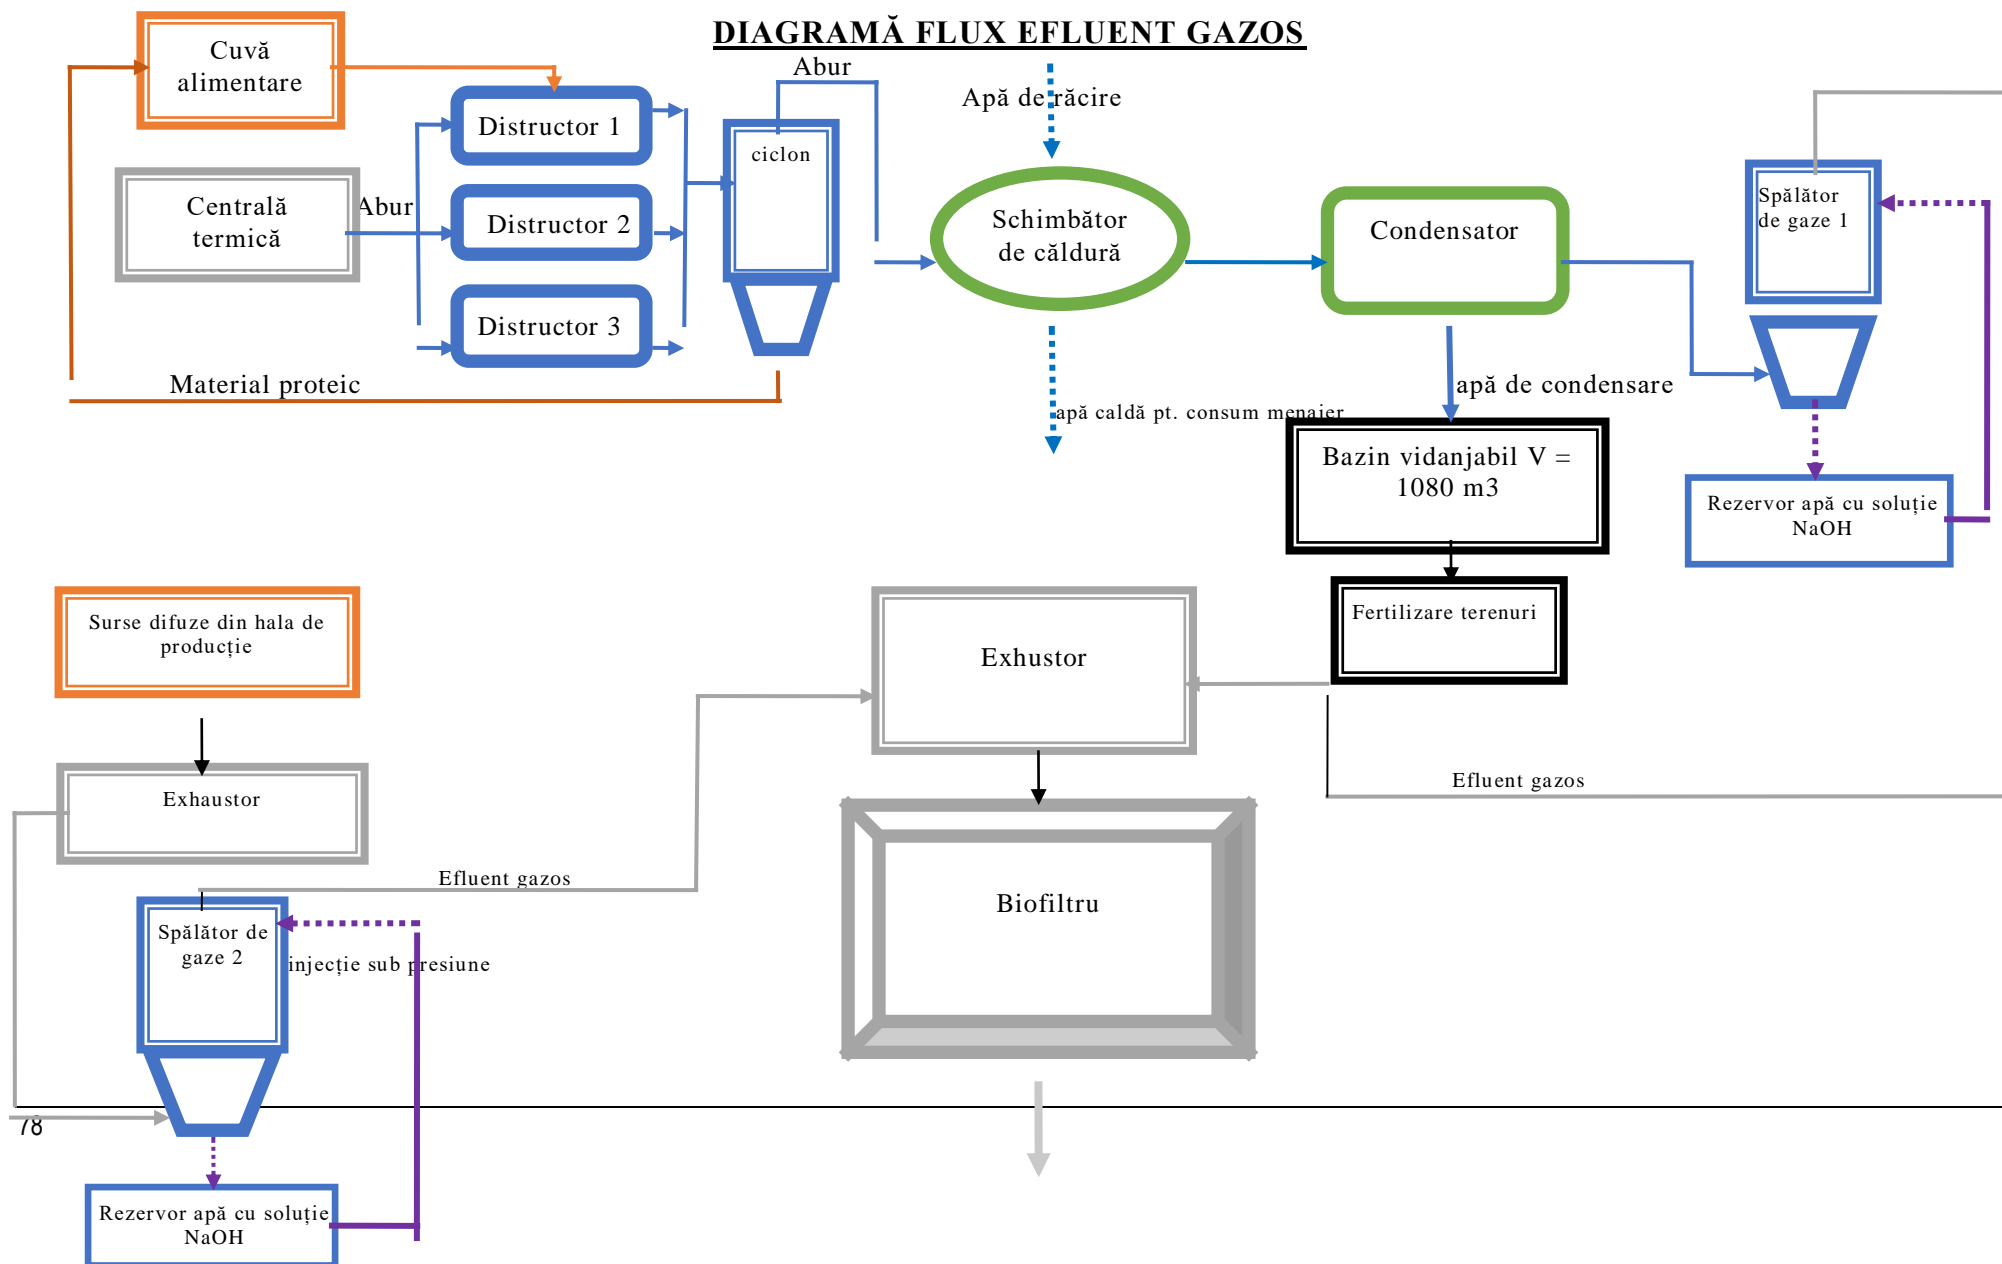 DIAGRAMĂ FLUX EFLUENT GAZOS
Cuvă
alimentare
Abur
Apă de răcire
Distructor 1
ciclon
Centrală
termică
Abur
Distructor 2
Schimbător
de căldură
Condensator
Spălător
de gaze 1
Distructor 3
Material proteic
apă de condensare
apă caldă pt. consum menajer
Bazin vidanjabil V =
1080 m3
Rezervor apă cu soluție
NaOH
Surse difuze din hala de
producție
Exhustor
Fertilizare terenuri
Exhaustor
Efluent gazos
Efluent gazos
Biofiltru
Spălător de
gaze 2
injecție sub presiune
78
Rezervor apă cu soluție
NaOH